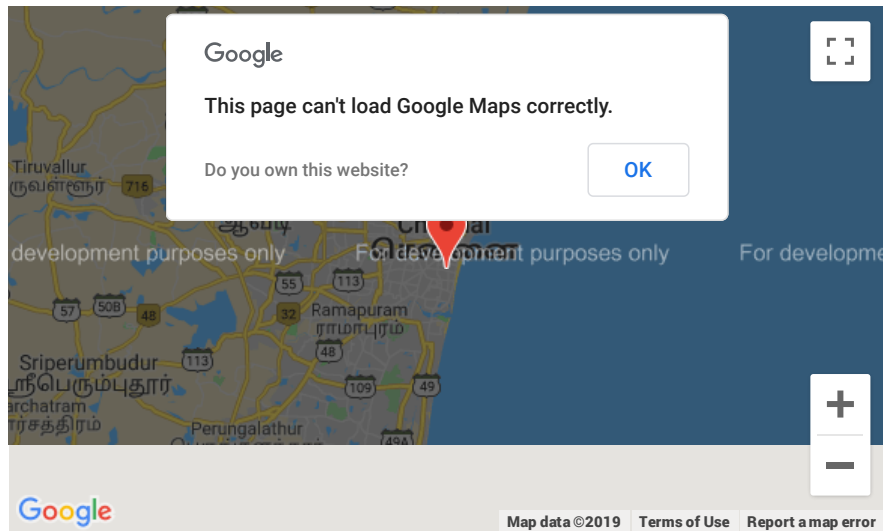 Google
This page can't load Google Maps correctly.
Do you own this website?
OK
Tiruvallur
716
ஆவடி
development purposes only
For development purposes only
For developme
55
113
57
50B
48
32
Ramapuram
ராமாபுரம்
48
Sriperumbudur
113
ஸ்ரீபெரும்புதூர்
109
49
archatram
Perungalathur
49A
Google
Map data ©2019
Terms of Use
Report a map error